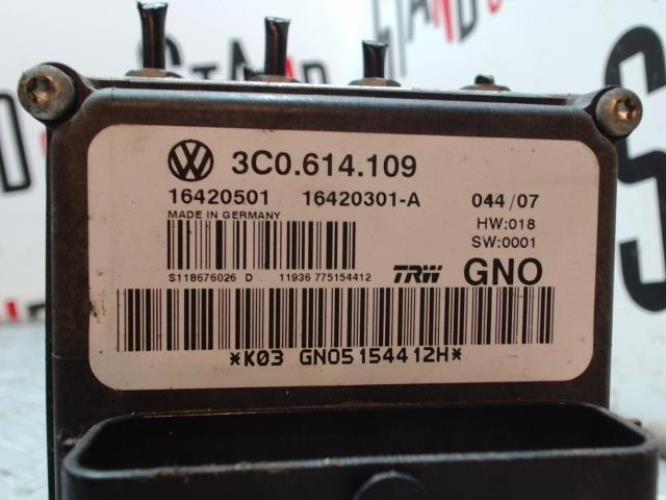 3C0.614.109
16420501 16420301-A 044/07
MADE IN GERMANY HW:018
SW:0001
S118676026 D 11936 775154412 TRW GNO
*K03 GNO5154412H*